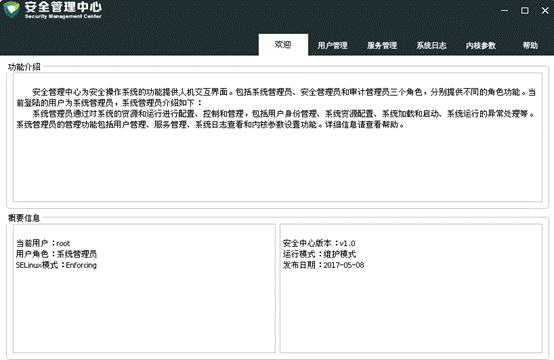 安全管理中心
Security Management Center
欢迎 用户管理 服务管理 系统日志 内核参数 帮助
功能介绍
安全管理中心为安全操作系统的功能提供人机交互界面。包括系统管理员、安全管理员和审计管理员三个角色，分别提供不同的角色功能。当
前登陆的用户为系统管理员，系统管理员介绍如下：
系统管理员通过对系统的资源和运行进行配置、控制和管理，包括用户身份管理、系统资源配置、系统加载和启动、系统运行的异常处理等。
系统管理员的管理功能包括用户管理、服务管理、系统日志查看和内核参数设置功能。详细信息请查看帮助。
概要信息
当前用户：root
用户角色：系统管理员
SELinux模式：Enforcing
安全中心版本：v1.0
运行模式：维护模式
发布日期：2017-05-08